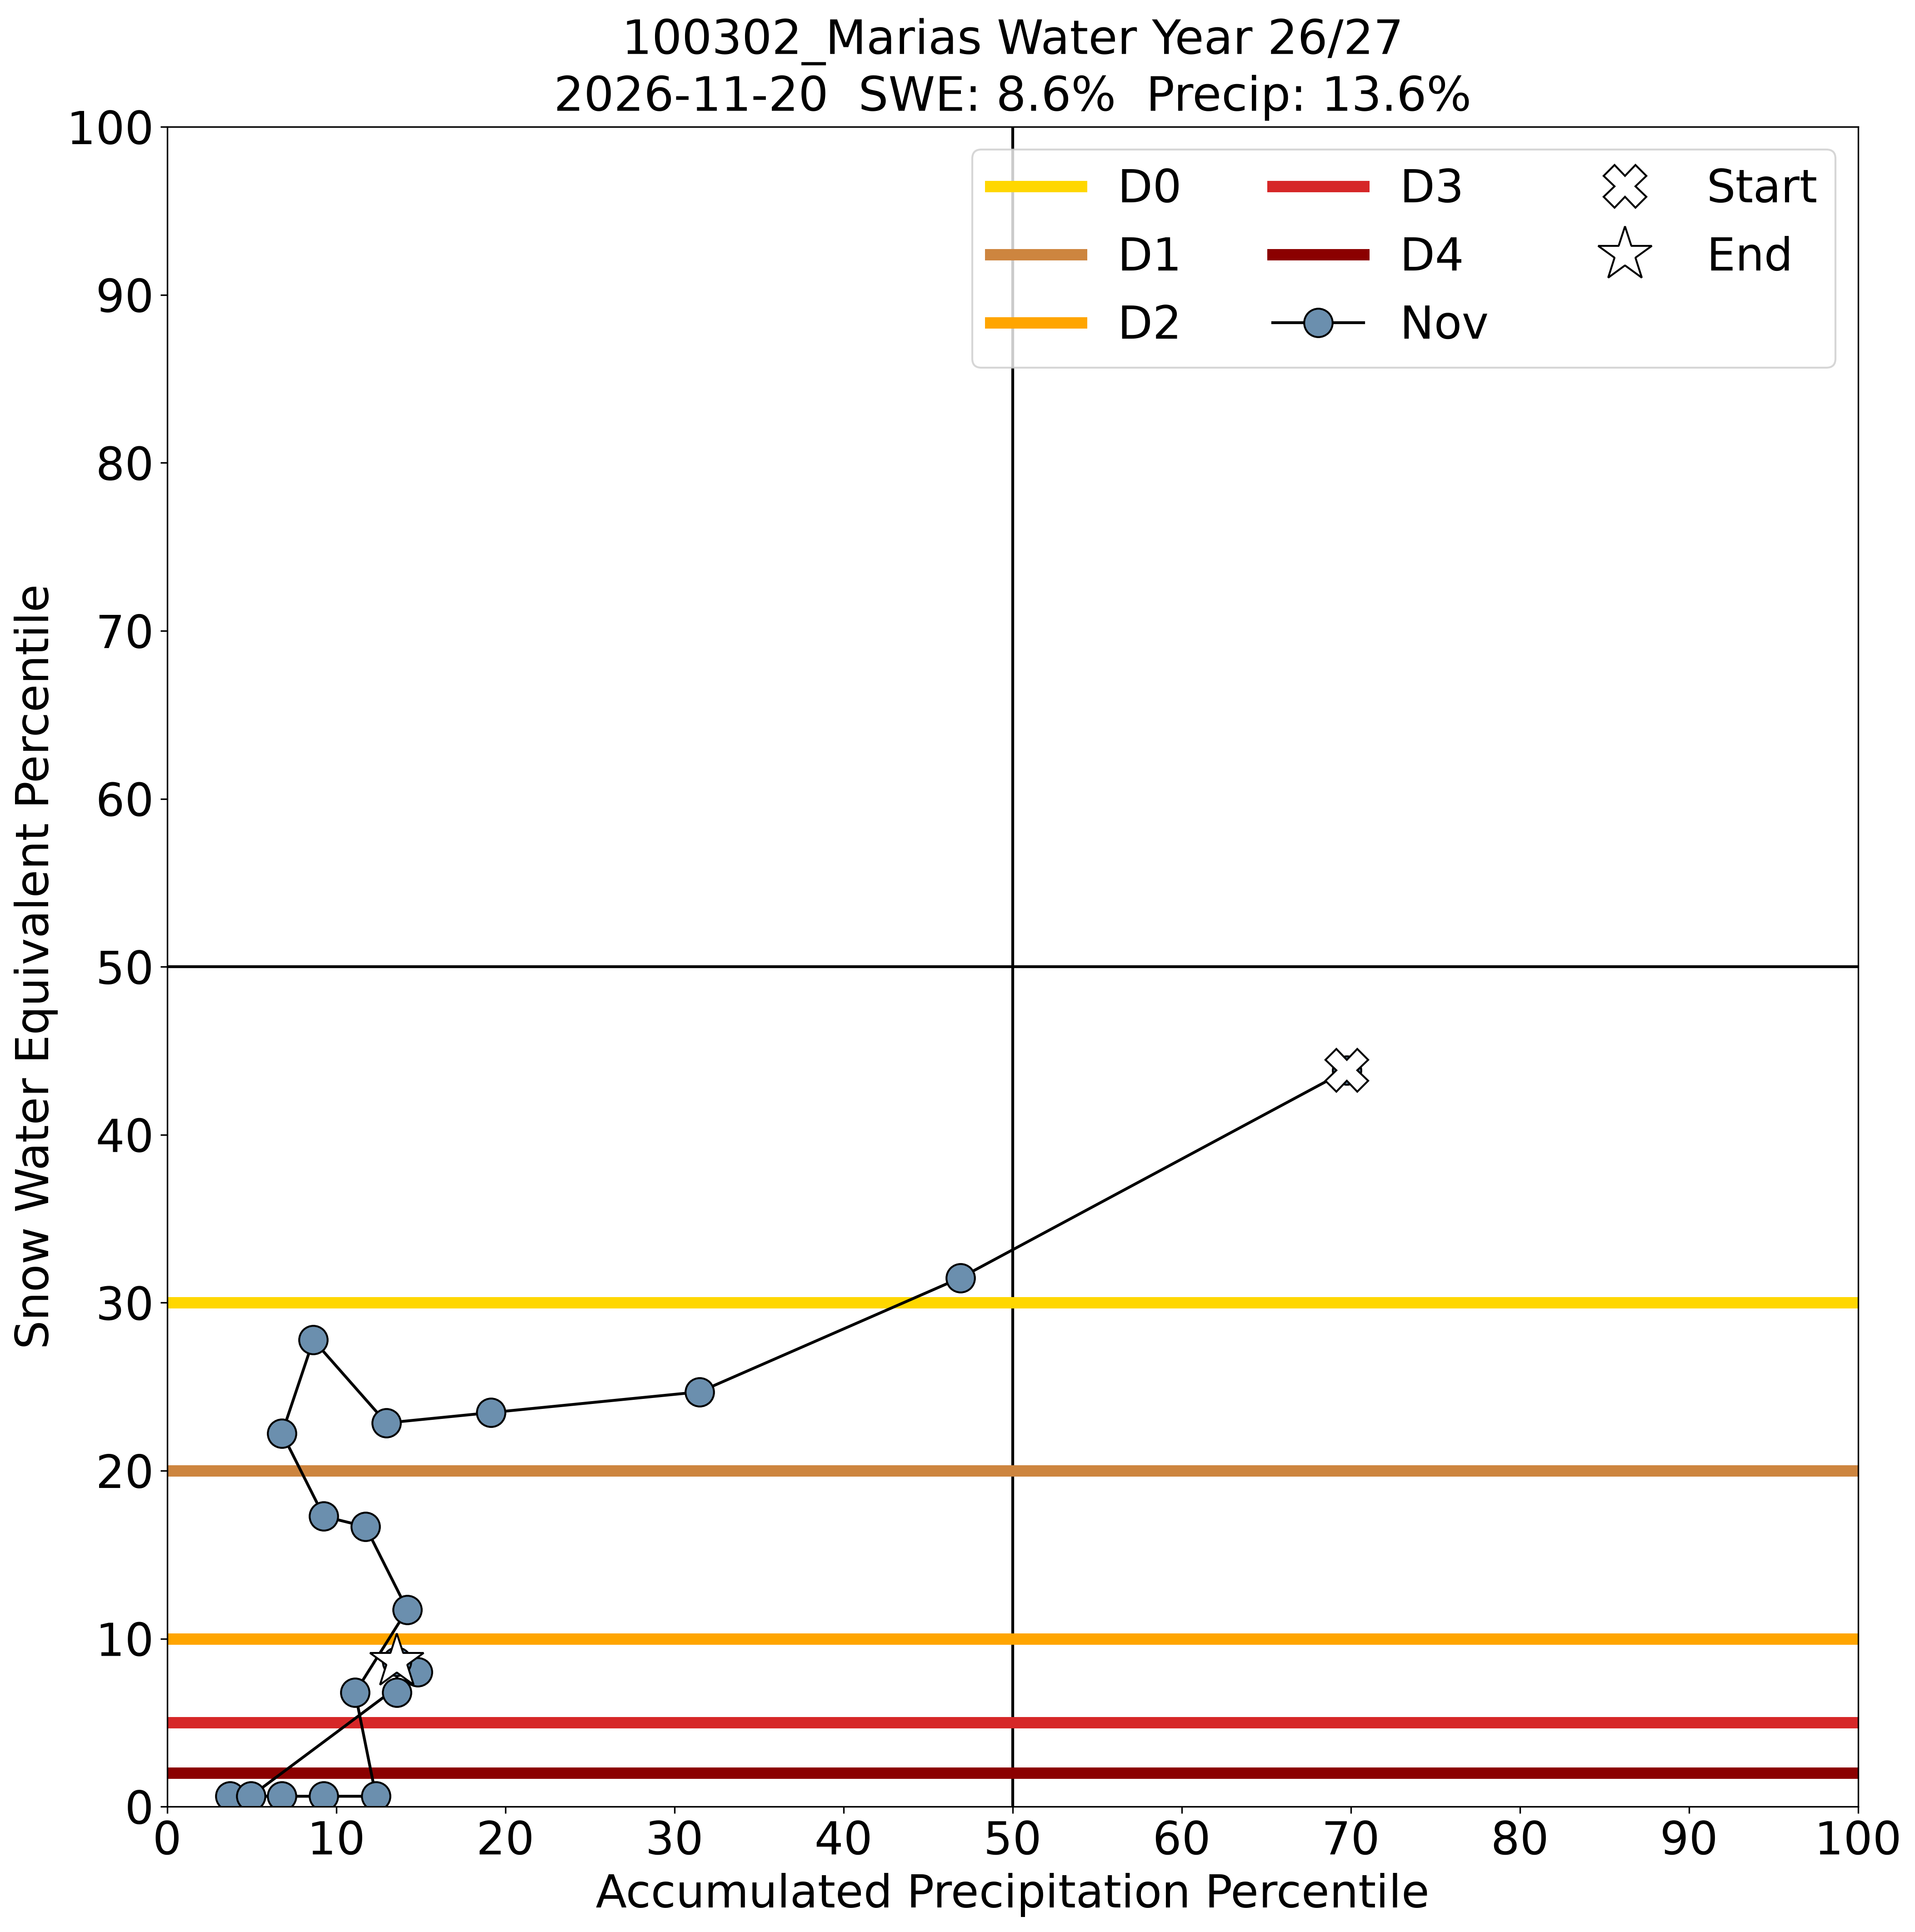 100302_Marias Water Year 26/27
2026-11-20  SWE: 8.6%  Precip: 13.6%
D0
D1
D2
D3
D4
Nov
Start
End
Snow Water Equivalent Percentile
100
90
80
70
60
50
40
30
20
10
0
0 10 20 30 40 50 60 70 80 90 100
Accumulated Precipitation Percentile